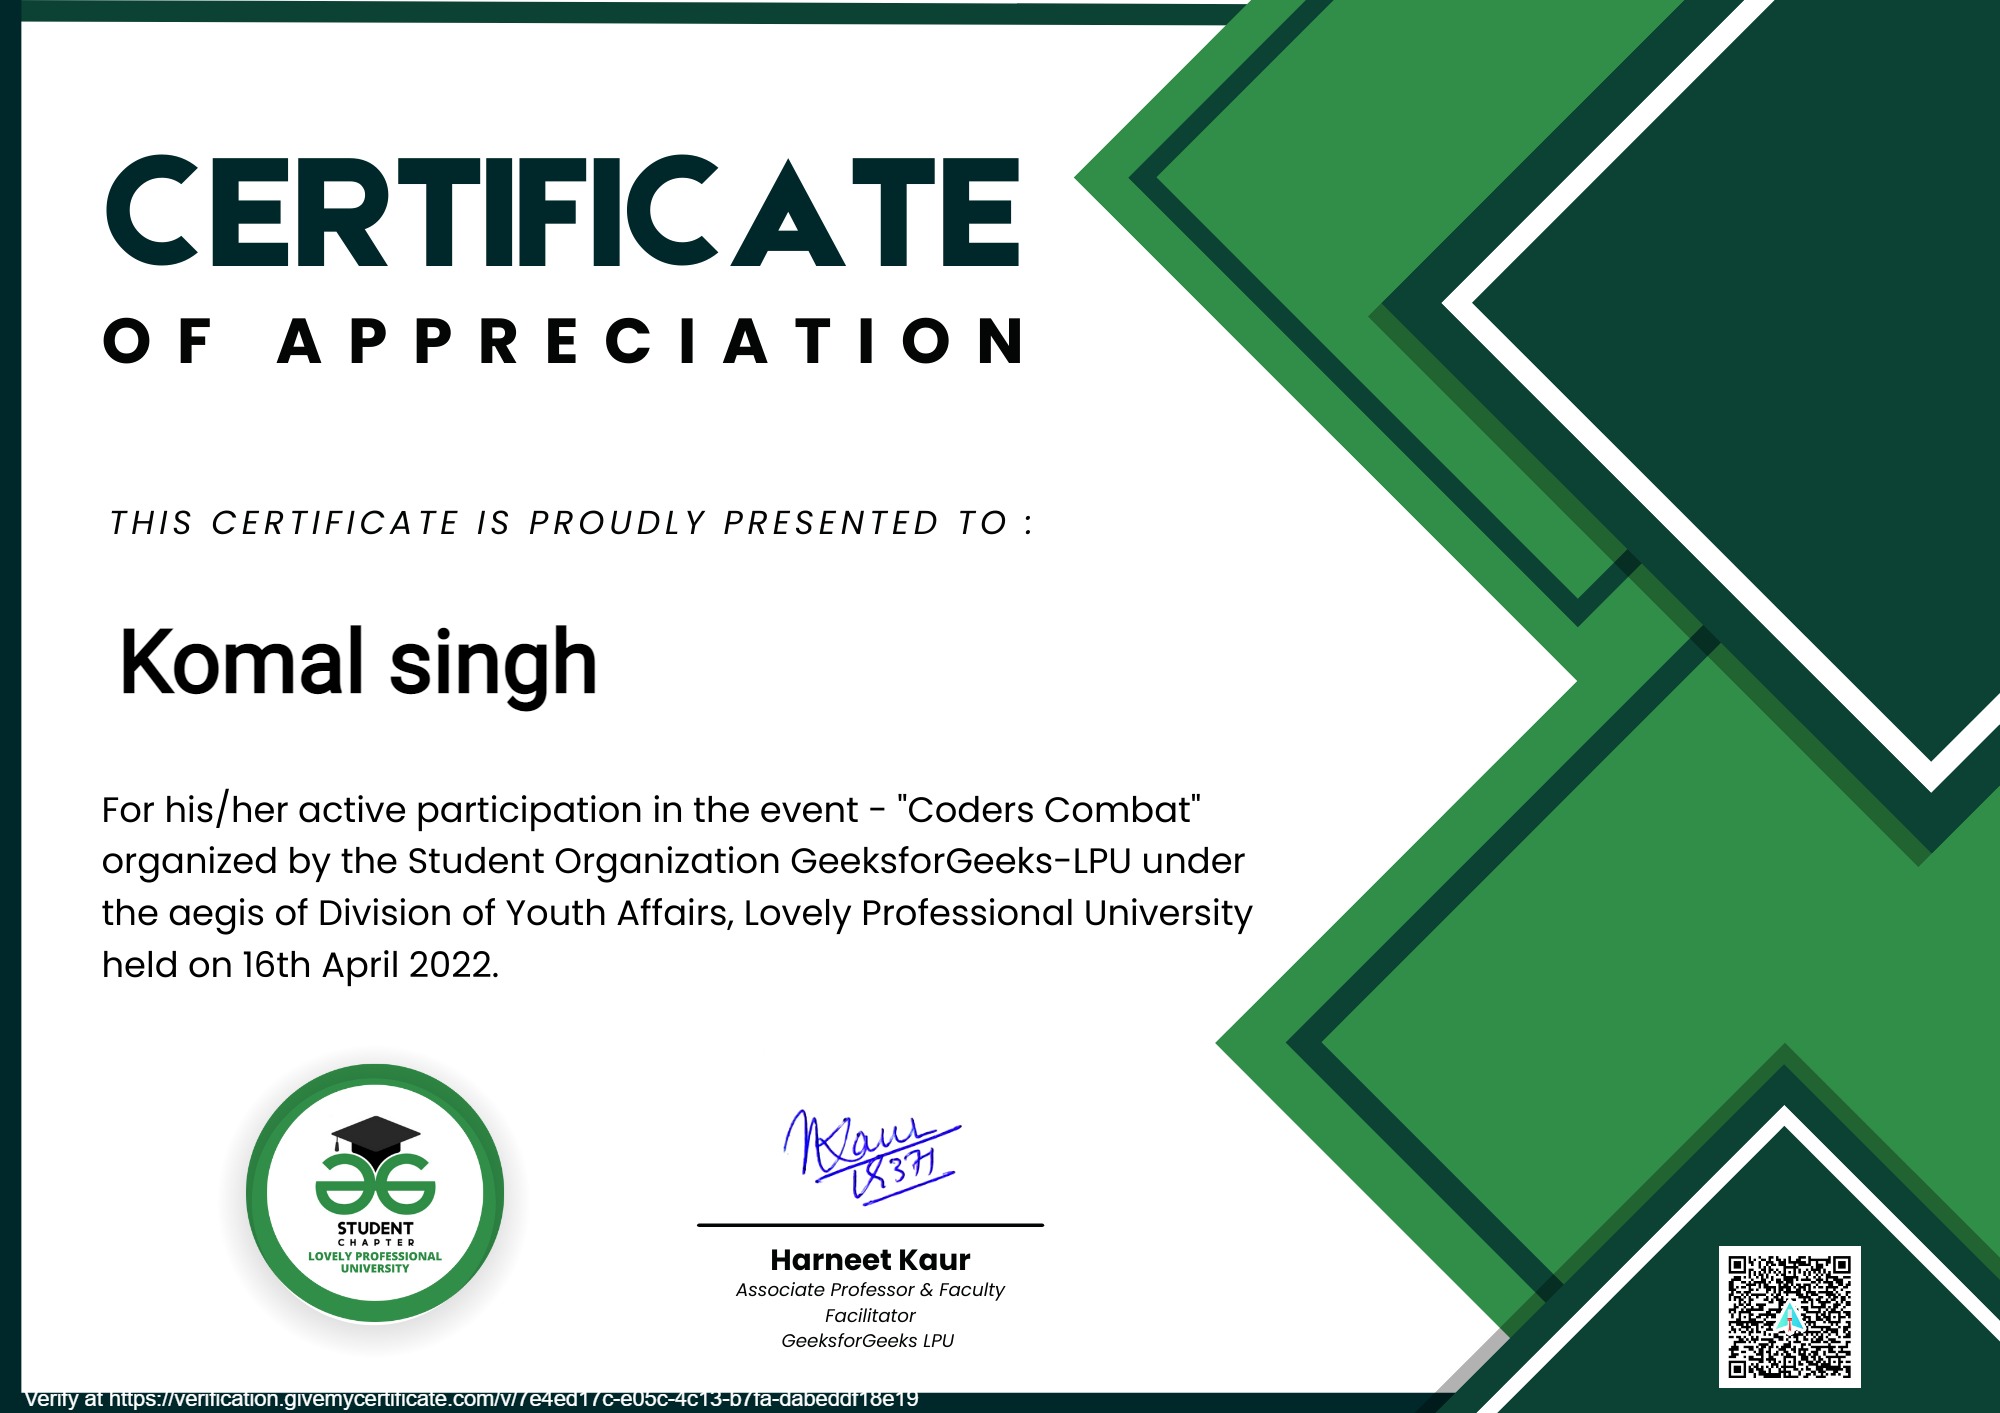 CERTIFICATE
OF APPRECIATION
THIS CERTIFICATE IS PROUDLY PRESENTED TO :
Komal singh
For his/her active participation in the event - "Coders Combat"
organized by the Student Organization GeeksforGeeks-LPU under
the aegis of Division of Youth Affairs, Lovely Professional University
held on 16th April 2022.
STUDENT
CHAPTER
LOVELY PROFESSIONAL
UNIVERSITY
Kaur
18371
Harneet Kaur
Associate Professor & Faculty
Facilitator
GeeksforGeeks LPU
Verify at https://verification.givemycertificate.com/v/7e4ed17c-e05c-4c13-b7fa-dabeddf18e19